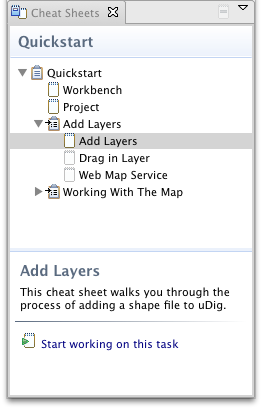 Cheat Sheets
Quickstart
Quickstart
Workbench
Project
Add Layers
Add Layers
Drag in Layer
Web Map Service
Working With The Map
Add Layers
This cheat sheet walks you through the
process of adding a shape file to uDig.
Start working on this task